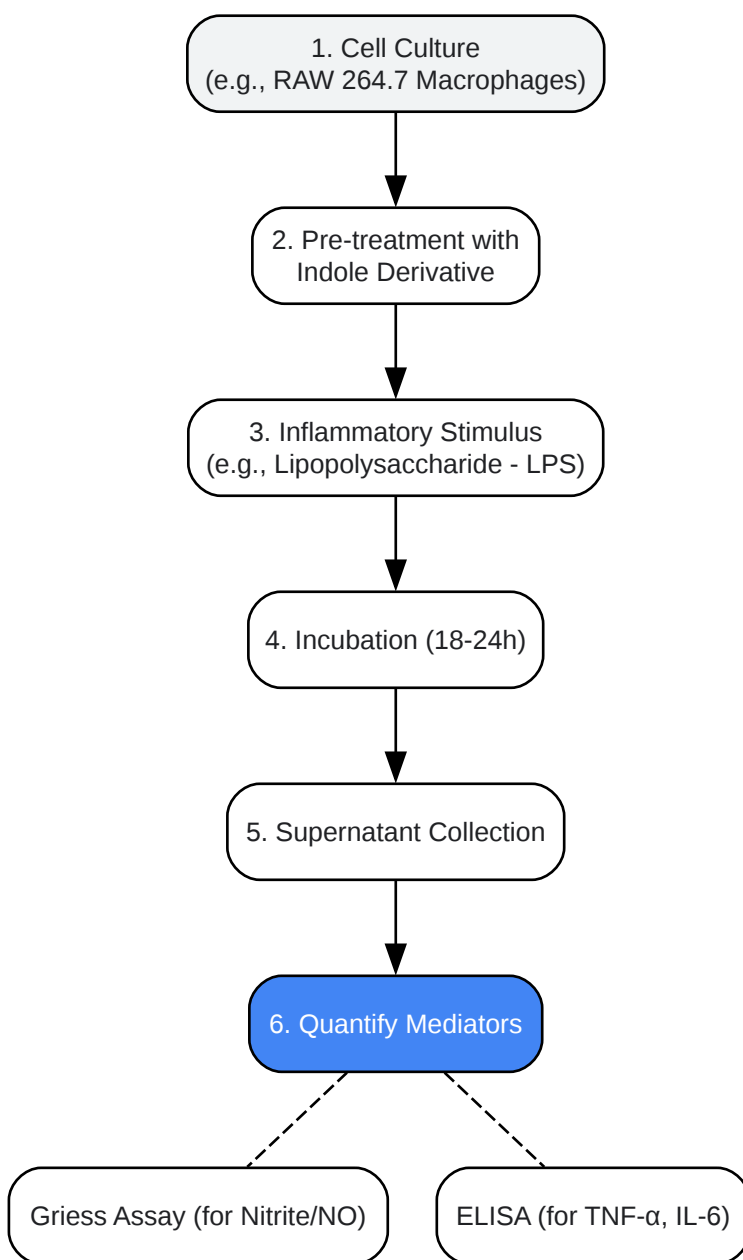 1. Cell Culture
(e.g., RAW 264.7 Macrophages)
2. Pre-treatment with
Indole Derivative
3. Inflammatory Stimulus
(e.g., Lipopolysaccharide - LPS)
4. Incubation (18-24h)
5. Supernatant Collection
6. Quantify Mediators
Griess Assay (for Nitrite/NO)
ELISA (for TNF-α, IL-6)